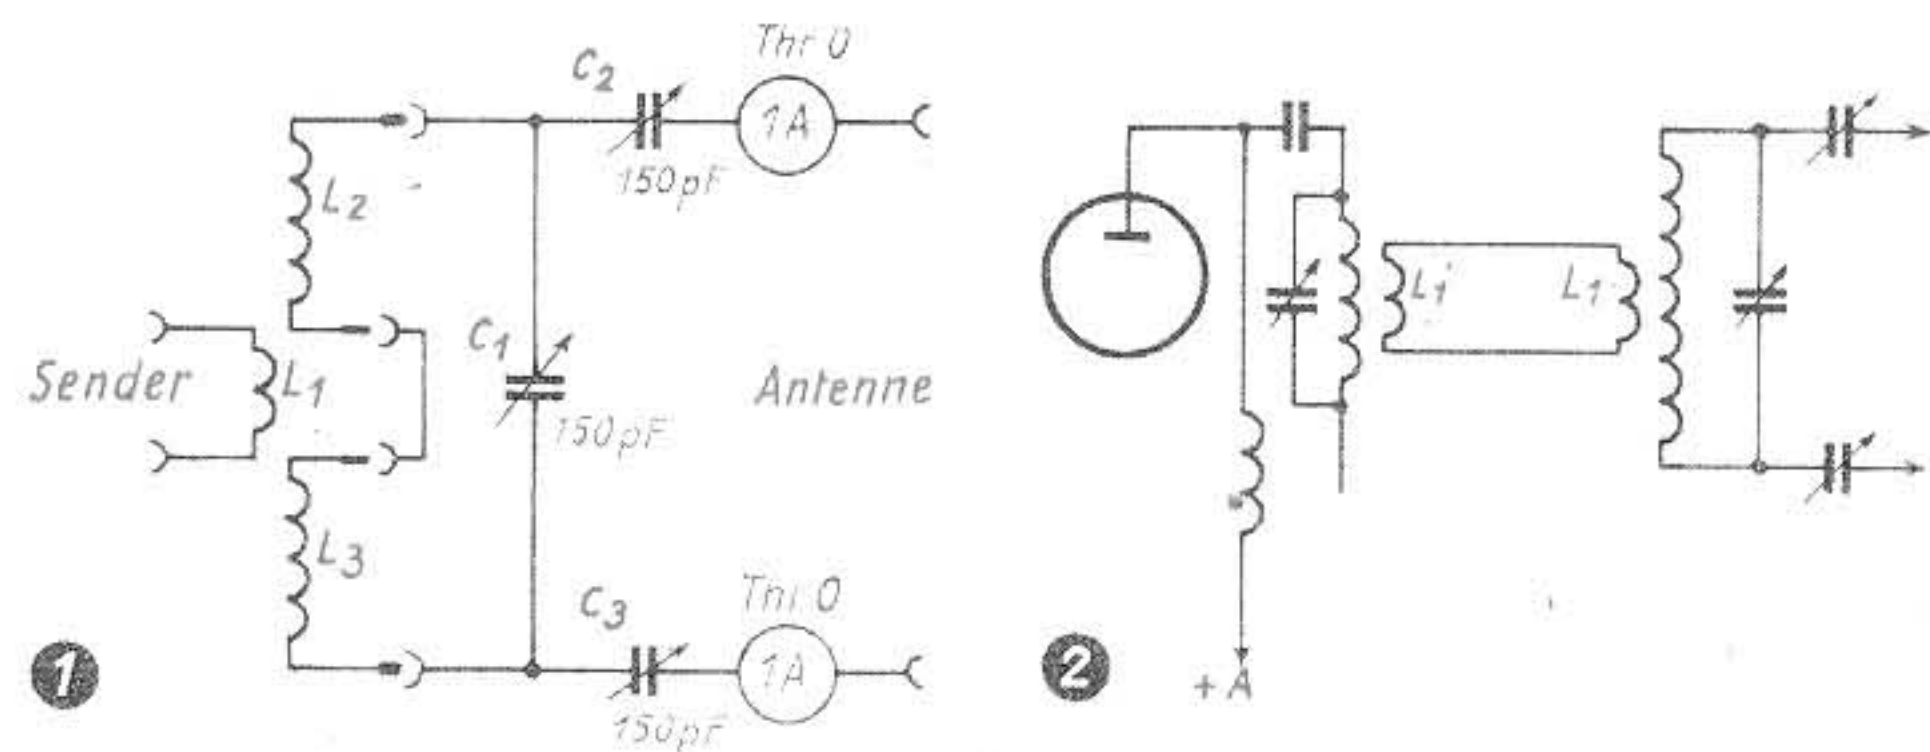 Thr 0
C2
1A
150pF
L2
Sender
L1
C1
150pF
Antenne
L3
C3
Thr 0
1A
150pF
1
L1'
L1
+ A
2